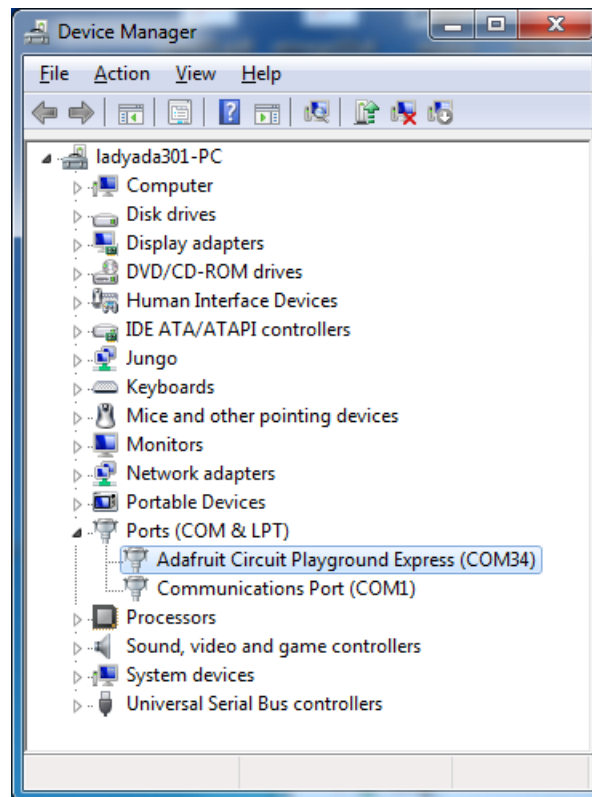 Device Manager
File Action View Help
ladyada301-PC
Computer
Disk drives
Display adapters
DVD/CD-ROM drives
Human Interface Devices
IDE ATA/ATAPI controllers
Jungo
Keyboards
Mice and other pointing devices
Monitors
Network adapters
Portable Devices
Ports (COM & LPT)
Adafruit Circuit Playground Express (COM34)
Communications Port (COM1)
Processors
Sound, video and game controllers
System devices
Universal Serial Bus controllers